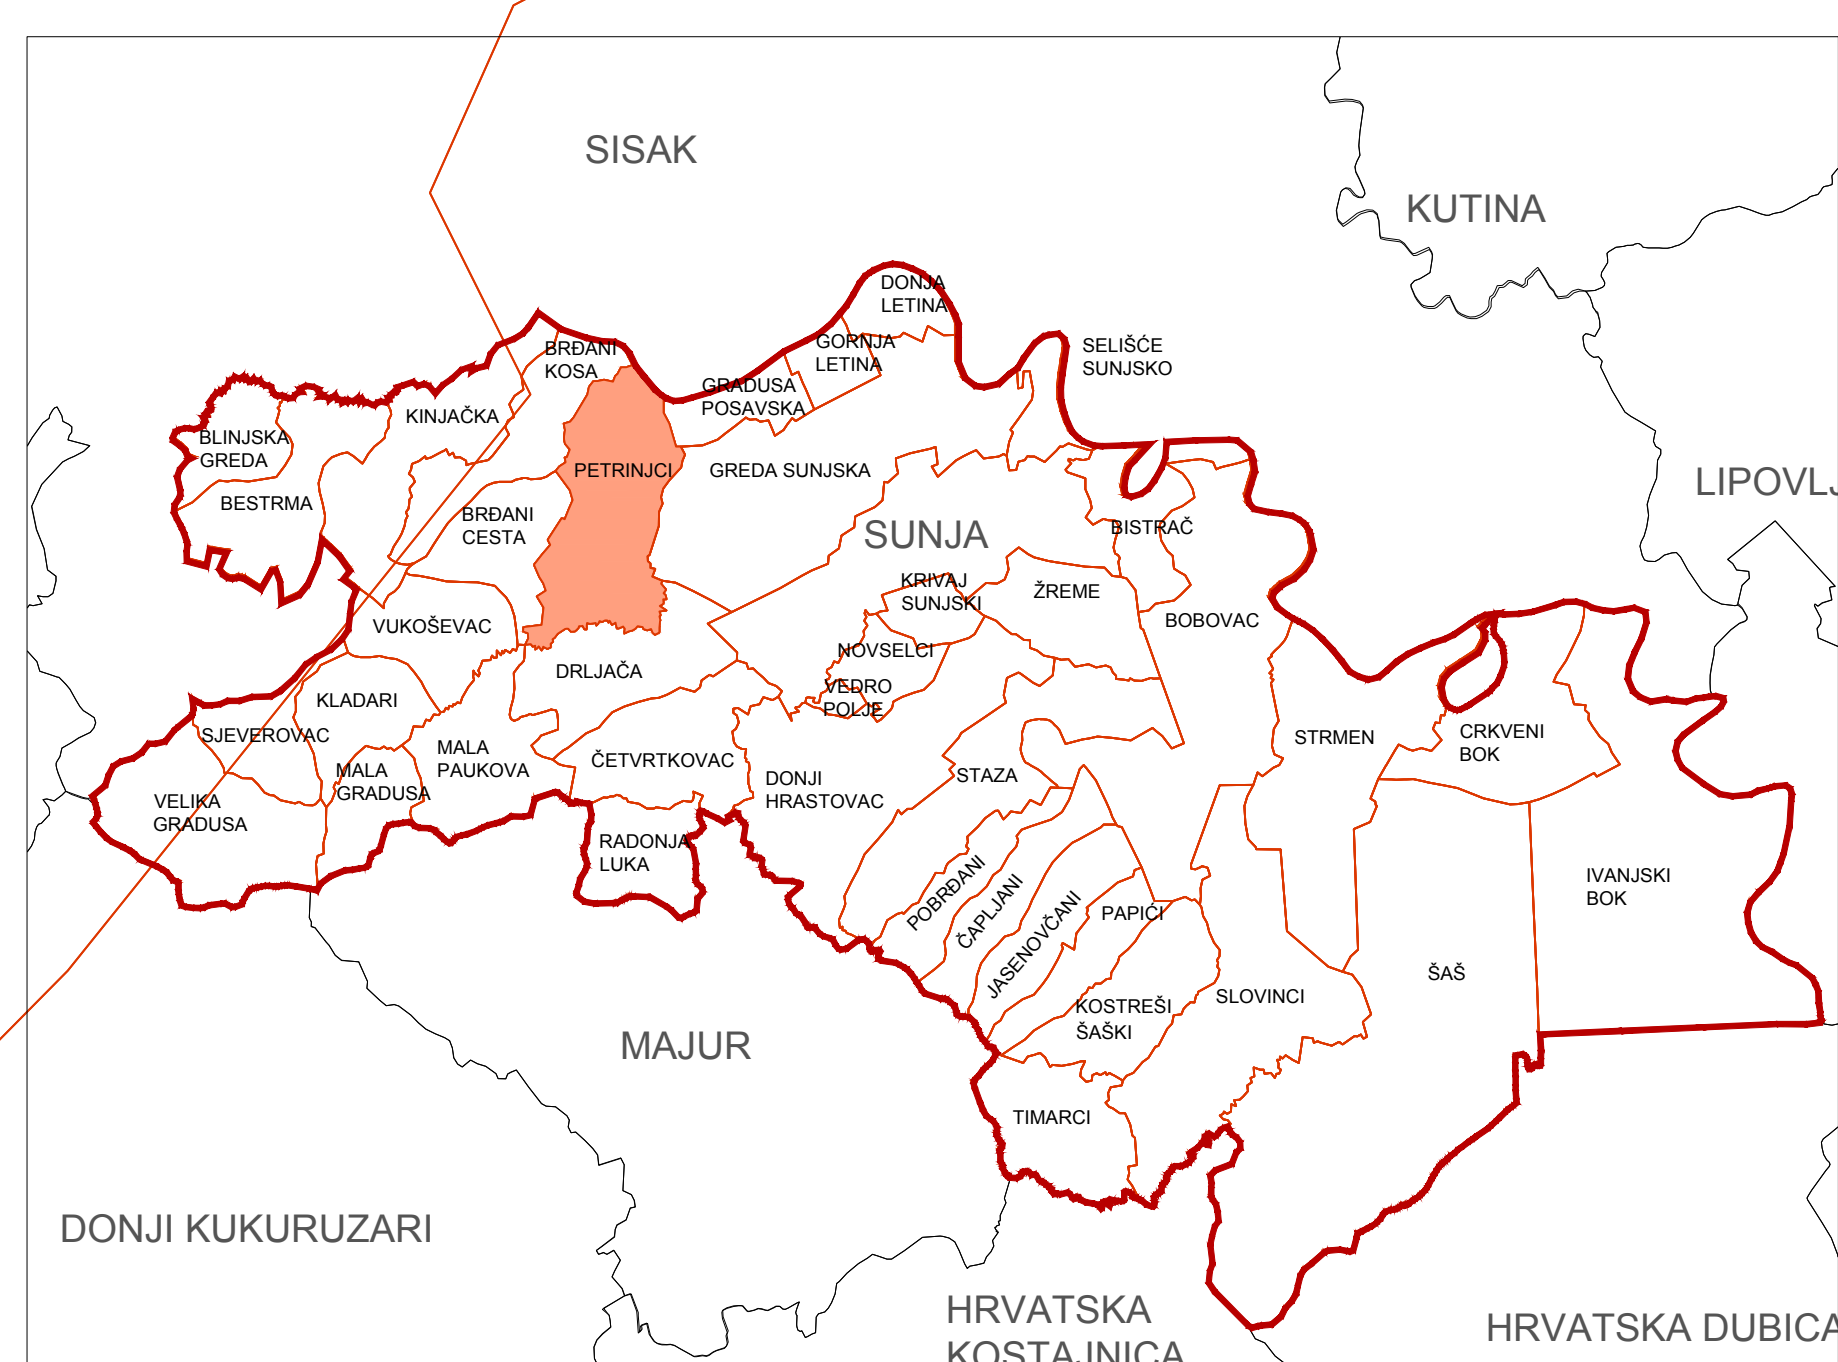 SISAK
KUTINA
DONJA
LETINA
SELIŠĆE
SUNJSKO
BRĐANI
KOSA
GORNJA
LETINA
GRADUSA
POSAVSKA
KINJAČKA
BLINJSKA
GREDA
PETRINJCI
GREDA SUNJSKA
LIPOVLJ
BESTRMA
BRĐANI
CESTA
SUNJA
BISTRAČ
KRIVAJ
SUNJSKI
ŽREME
BOBOVAC
VUKOŠEVAC
NOVSELCI
DRLJAČA
VEDRO
POLJE
KLADARI
SJEVEROVAC
MALA
PAUKOVA
ČETVRTKOVAC
STRMEN
CRKVENI
BOK
MALA
GRADUSA
DONJI
HRASTOVAC
STAZA
VELIKA
GRADUSA
RADONJA
LUKA
POBRĐANI
ČAPLJANI
JASENOVČANI
PAPIĆI
IVANJSKI
BOK
ŠAŠ
SLOVINCI
KOSTREŠI
ŠAŠKI
MAJUR
TIMARCI
DONJI KUKURUZARI
HRVATSKA
KOSTAJNICA
HRVATSKA DUBICA